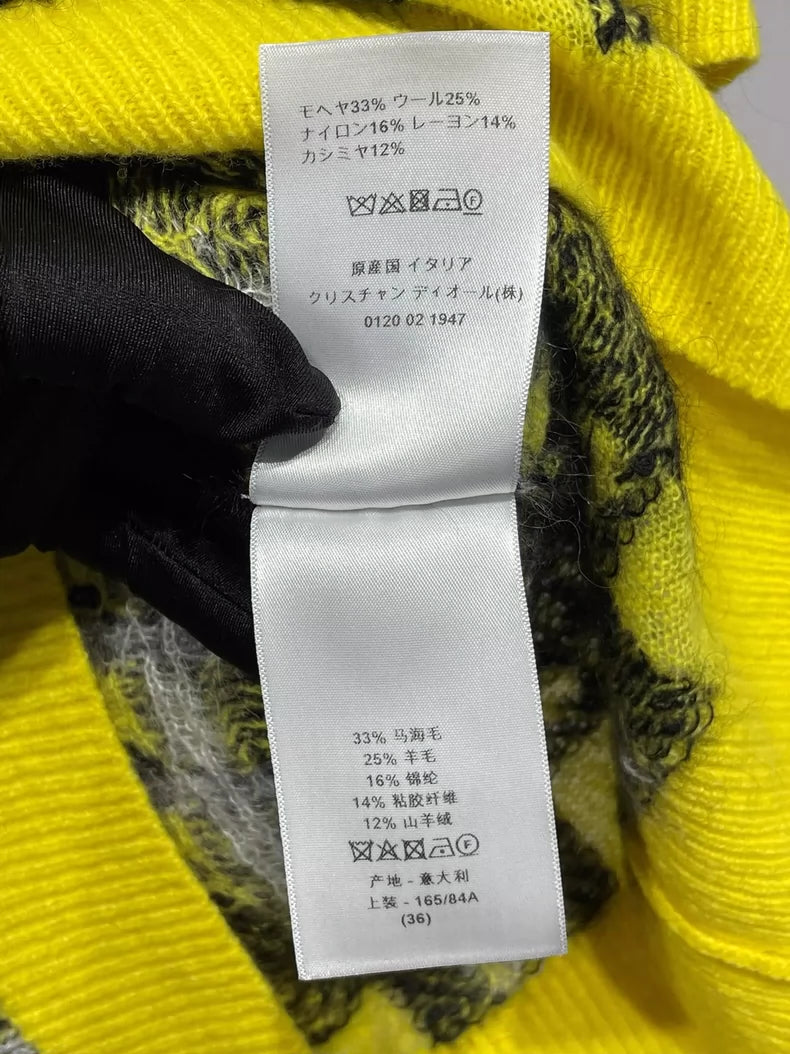 モヘヤ33% ウール25%
ナイロン16% レーヨン14%
カシミヤ12%
F
原産国 イタリア
クリスチャン ディオール(株)
0120 02 1947
33% 马海毛
25% 羊毛
16% 锦纶
14% 粘胶纤维
12% 山羊绒
F
产地 - 意大利
上装 - 165/84A
(36)